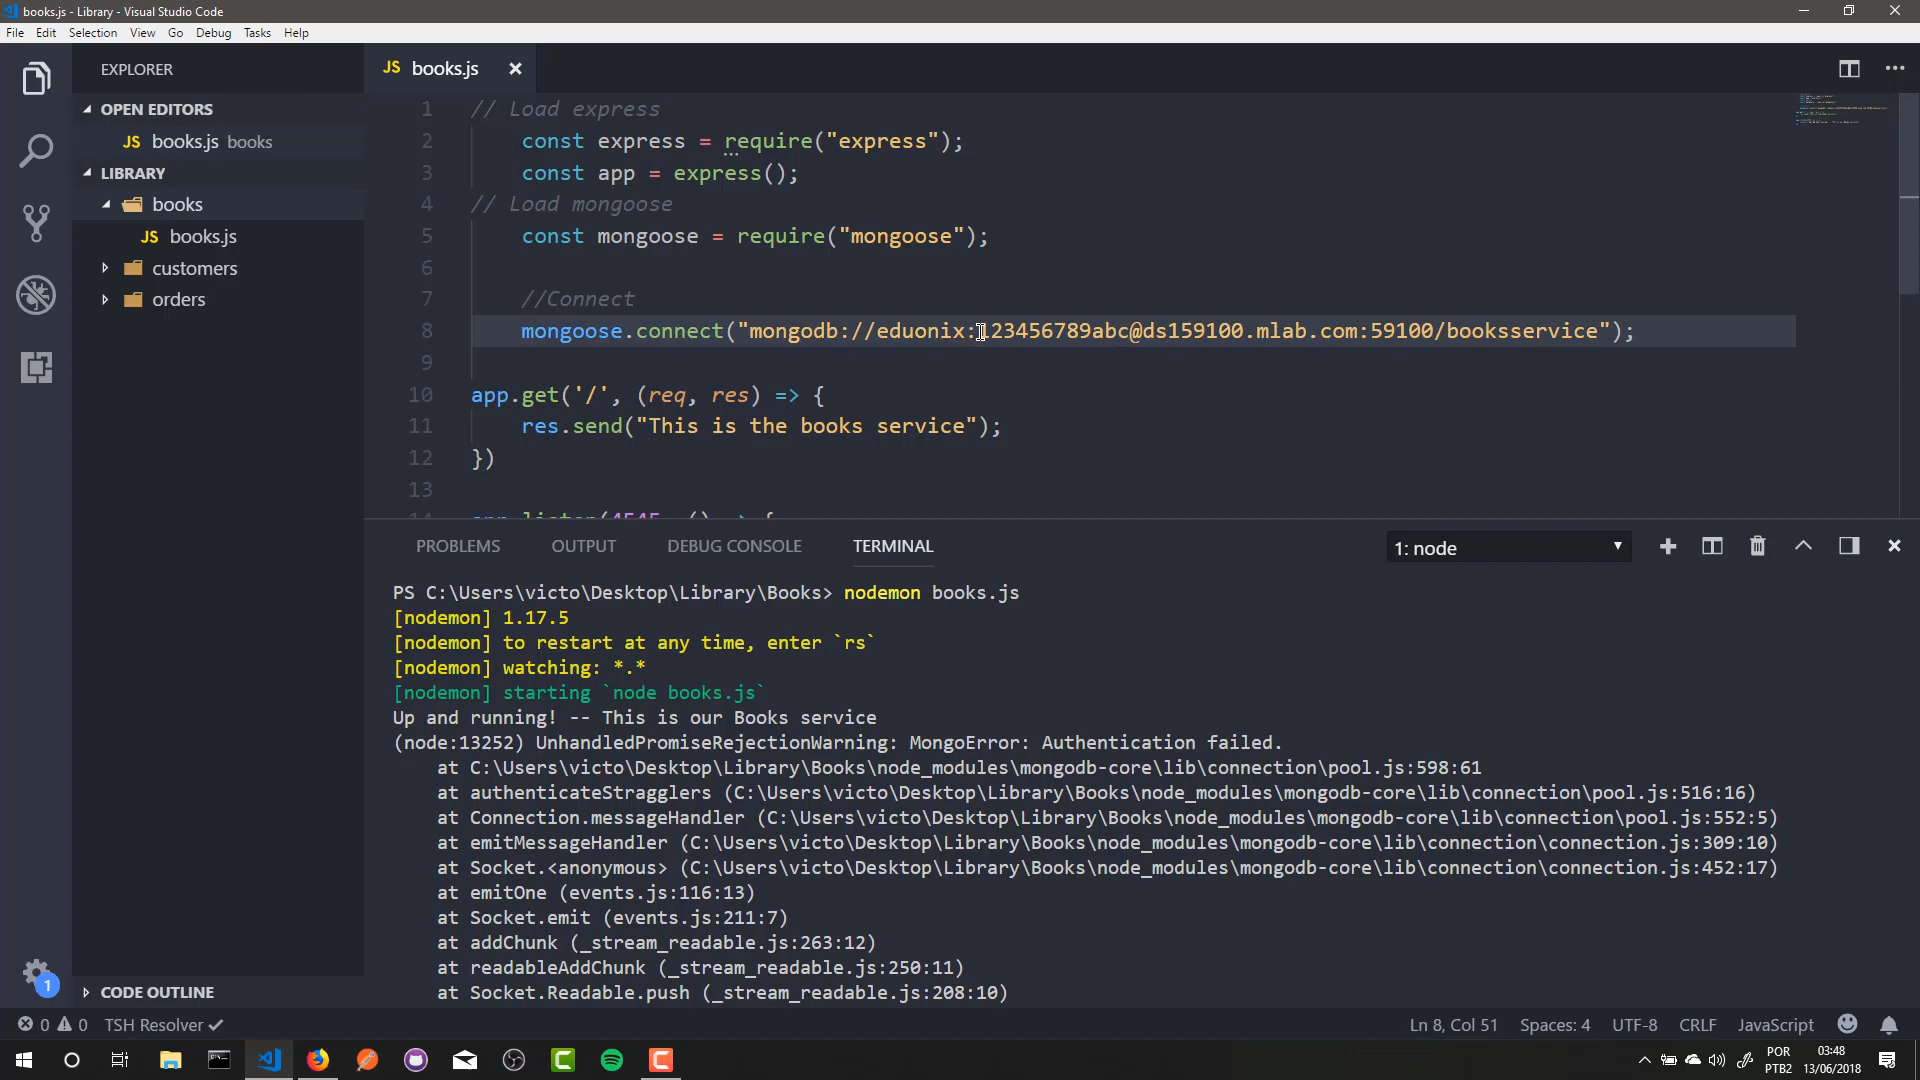 books.js - Library - Visual Studio Code
File Edit Selection View Go Debug Tasks Help
EXPLORER
OPEN EDITORS
JS books.js books
LIBRARY
books
JS books.js
customers
orders
CODE OUTLINE
JS books.js
1 // Load express
2 const express = require("express");
3 const app = express();
4 // Load mongoose
5 const mongoose = require("mongoose");
6
7 //Connect
8 mongoose.connect("mongodb://eduonix:123456789abc@ds159100.mlab.com:59100/booksservice");
9
10 app.get('/', (req, res) => {
11 res.send("This is the books service");
12 })
13
14 app.listen(4545, () => {
PROBLEMS OUTPUT DEBUG CONSOLE TERMINAL 1: node
PS C:\Users\victo\Desktop\Library\Books> nodemon books.js
[nodemon] 1.17.5
[nodemon] to restart at any time, enter `rs`
[nodemon] watching: *.*
[nodemon] starting `node books.js`
Up and running! -- This is our Books service
(node:13252) UnhandledPromiseRejectionWarning: MongoError: Authentication failed.
at C:\Users\victo\Desktop\Library\Books\node_modules\mongodb-core\lib\connection\pool.js:598:61
at authenticateStragglers (C:\Users\victo\Desktop\Library\Books\node_modules\mongodb-core\lib\connection\pool.js:516:16)
at Connection.messageHandler (C:\Users\victo\Desktop\Library\Books\node_modules\mongodb-core\lib\connection\pool.js:552:5)
at emitMessageHandler (C:\Users\victo\Desktop\Library\Books\node_modules\mongodb-core\lib\connection\connection.js:309:10)
at Socket.<anonymous> (C:\Users\victo\Desktop\Library\Books\node_modules\mongodb-core\lib\connection\connection.js:452:17)
at emitOne (events.js:116:13)
at Socket.emit (events.js:211:7)
at addChunk (_stream_readable.js:263:12)
at readableAddChunk (_stream_readable.js:250:11)
at Socket.Readable.push (_stream_readable.js:208:10)
1
0 0 TSH Resolver Ln 8, Col 51 Spaces: 4 UTF-8 CRLF JavaScript
POR 03:48
PTB2 13/06/2018